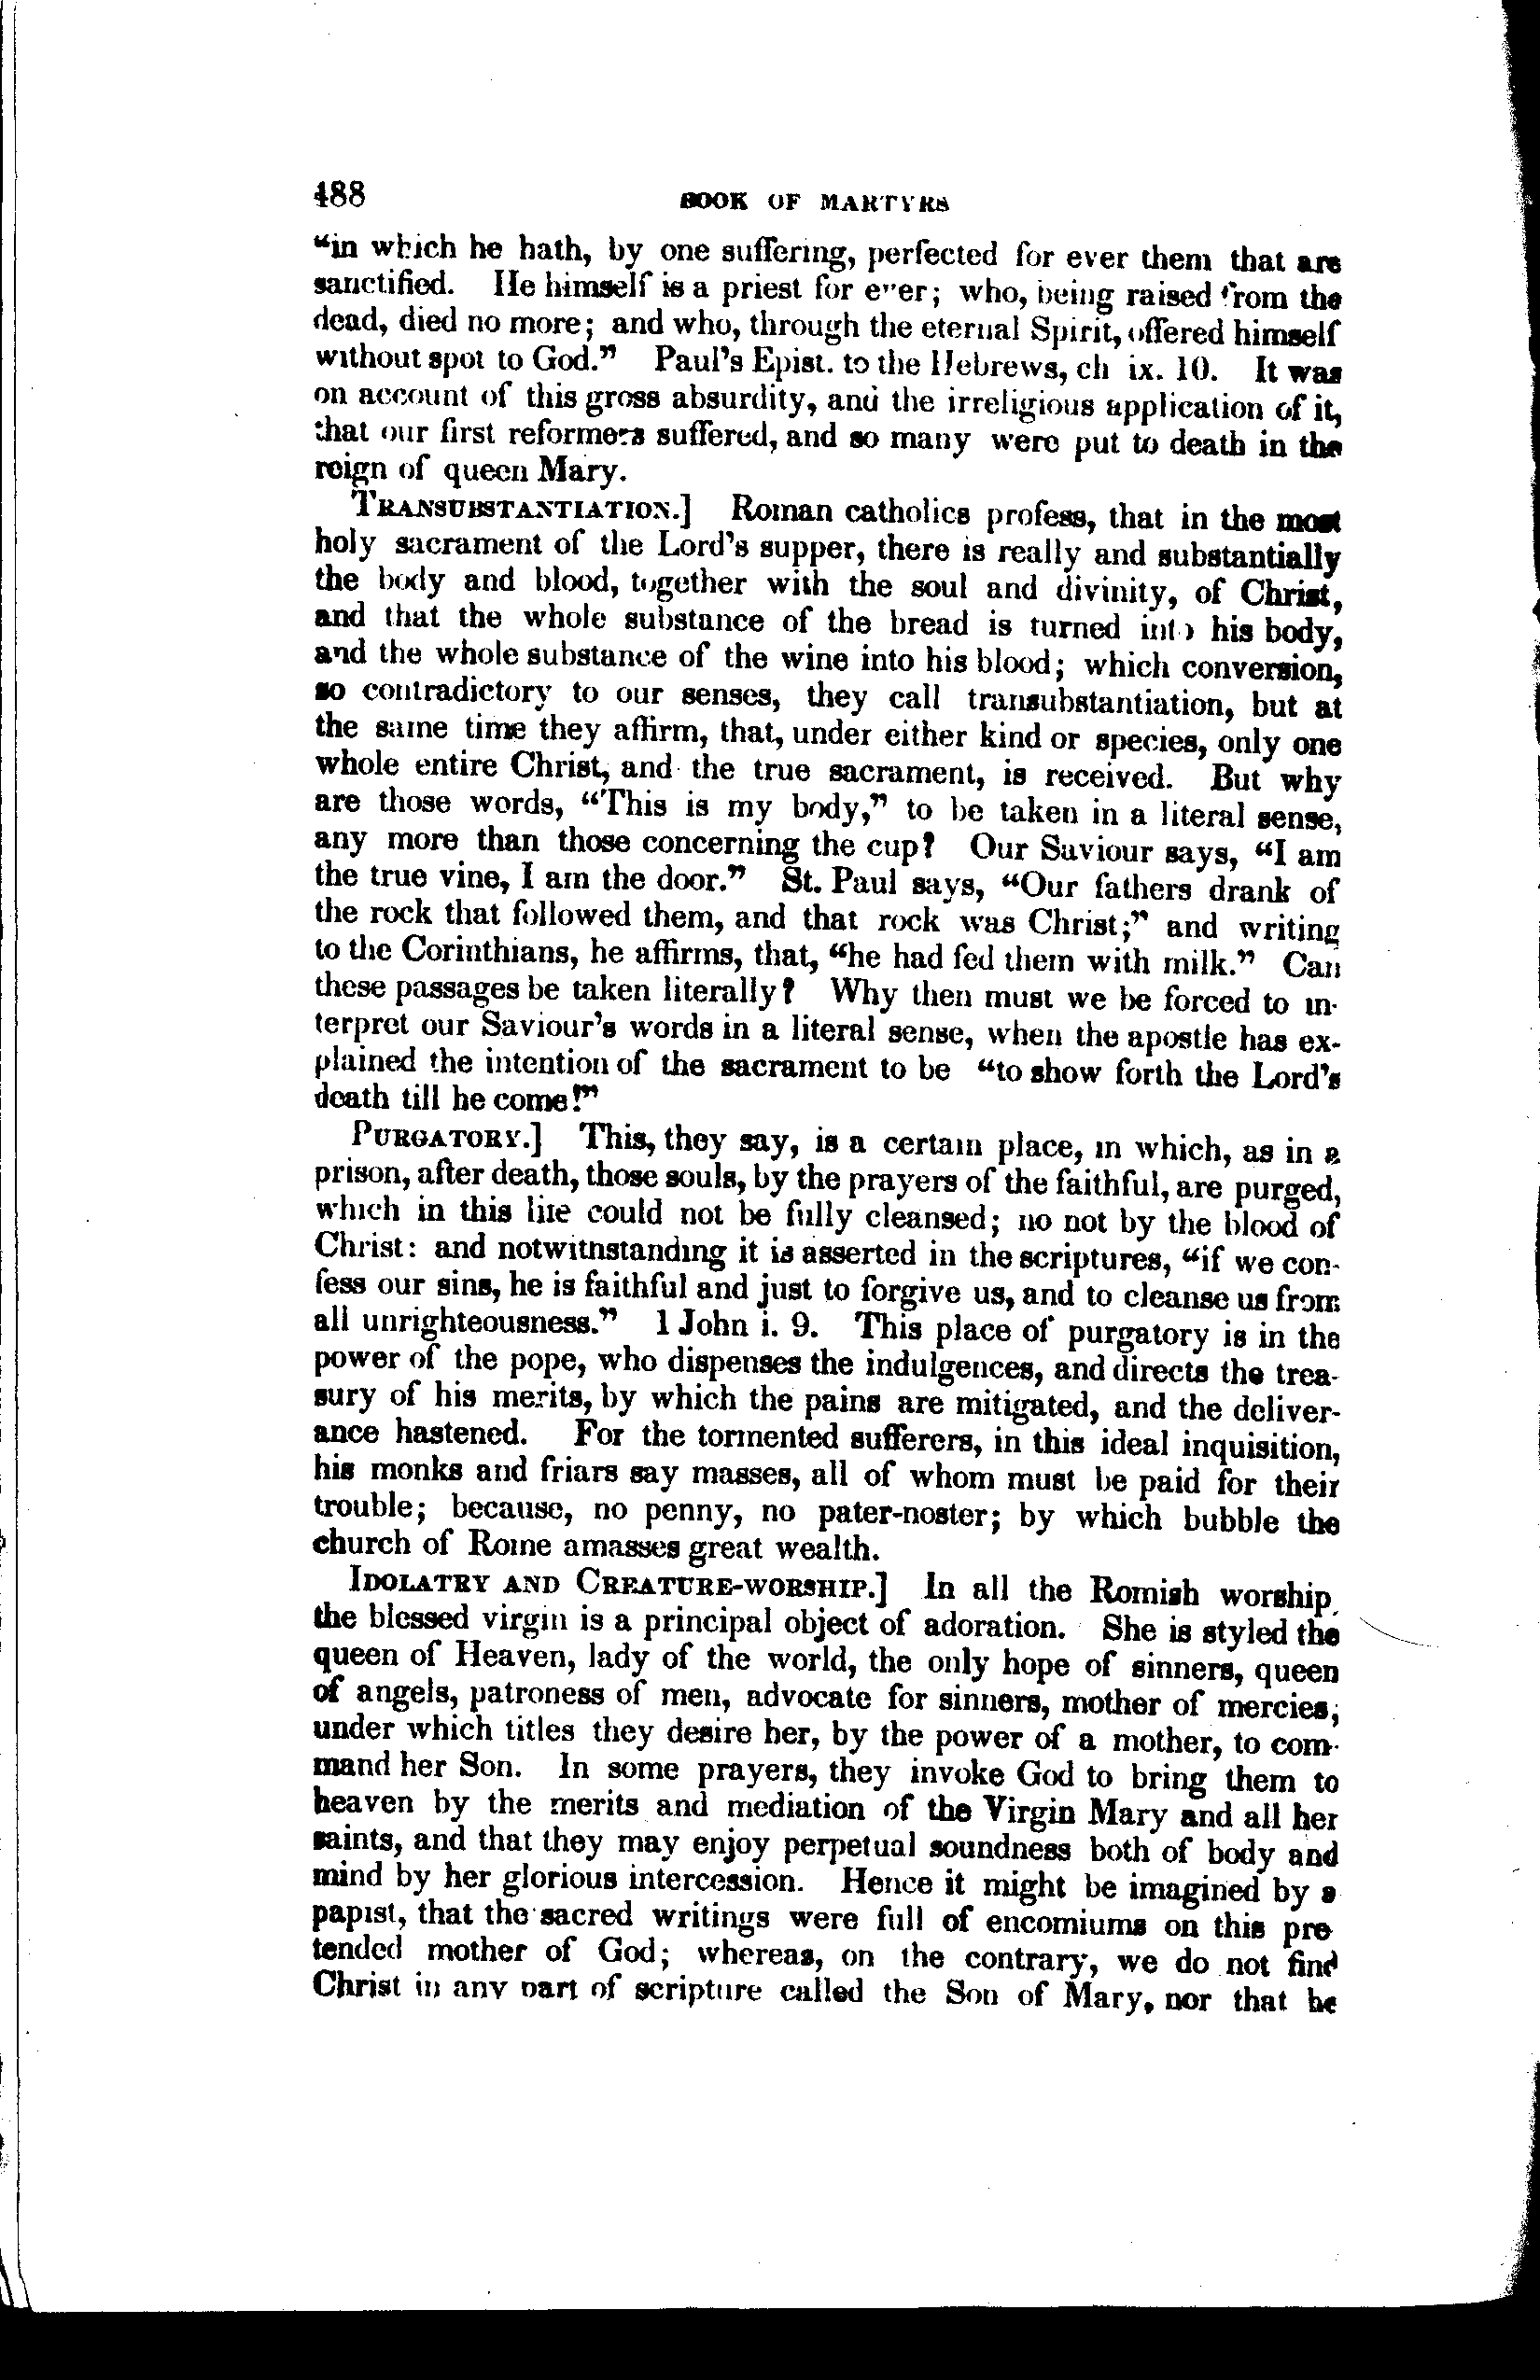 488 BOOK OF MARTYRS
“in which he hath, by one suffering, perfected for ever them that are
sanctified. He himself is a priest for ever; who, being raised from the
dead, died no more; and who, through the eternal Spirit, offered himself
without spot to God.” Paul’s Epist. to the Hebrews, ch ix. 10. It was
on account of this gross absurdity, and the irreligious application of it,
that our first reformers suffered, and so many were put to death in the
reign of queen Mary.
TRANSUBSTANTIATION.] Roman catholics profess, that in the most
holy sacrament of the Lord’s supper, there is really and substantially
the body and blood, together with the soul and divinity, of Christ,
and that the whole substance of the bread is turned into his body,
and the whole substance of the wine into his blood; which conversion,
so contradictory to our senses, they call transubstantiation, but at
the same time they affirm, that, under either kind or species, only one
whole entire Christ, and the true sacrament, is received. But why
are those words, “This is my body,” to be taken in a literal sense,
any more than those concerning the cup? Our Saviour says, “I am
the true vine, I am the door.” St. Paul says, “Our fathers drank of
the rock that followed them, and that rock was Christ;” and writing
to the Corinthians, he affirms, that, “he had fed them with milk.” Can
these passages be taken literally? Why then must we be forced to in-
terpret our Saviour’s words in a literal sense, when the apostle has ex-
plained the intention of the sacrament to be “to show forth the Lord’s
death till he come!”
PURGATORY.] This, they say, is a certain place, in which, as in a
prison, after death, those souls, by the prayers of the faithful, are purged,
which in this life could not be fully cleansed; no not by the blood of
Christ: and notwithstanding it is asserted in the scriptures, “if we con-
fess our sins, he is faithful and just to forgive us, and to cleanse us from
all unrighteousness.” 1 John i. 9. This place of purgatory is in the
power of the pope, who dispenses the indulgences, and directs the trea-
sury of his merits, by which the pains are mitigated, and the deliver-
ance hastened. For the tormented sufferers, in this ideal inquisition,
his monks and friars say masses, all of whom must be paid for their
trouble; because, no penny, no pater-noster; by which bubble the
church of Rome amasses great wealth.
IDOLATRY AND CREATURE-WORSHIP.] In all the Romish worship
the blessed virgin is a principal object of adoration. She is styled the
queen of Heaven, lady of the world, the only hope of sinners, queen
of angels, patroness of men, advocate for sinners, mother of mercies,
under which titles they desire her, by the power of a mother, to com-
mand her Son. In some prayers, they invoke God to bring them to
heaven by the merits and mediation of the Virgin Mary and all her
saints, and that they may enjoy perpetual soundness both of body and
mind by her glorious intercession. Hence it might be imagined by a
papist, that the sacred writings were full of encomiums on this pre
tended mother of God; whereas, on the contrary, we do not find
Christ in any part of scripture called the Son of Mary, nor that he